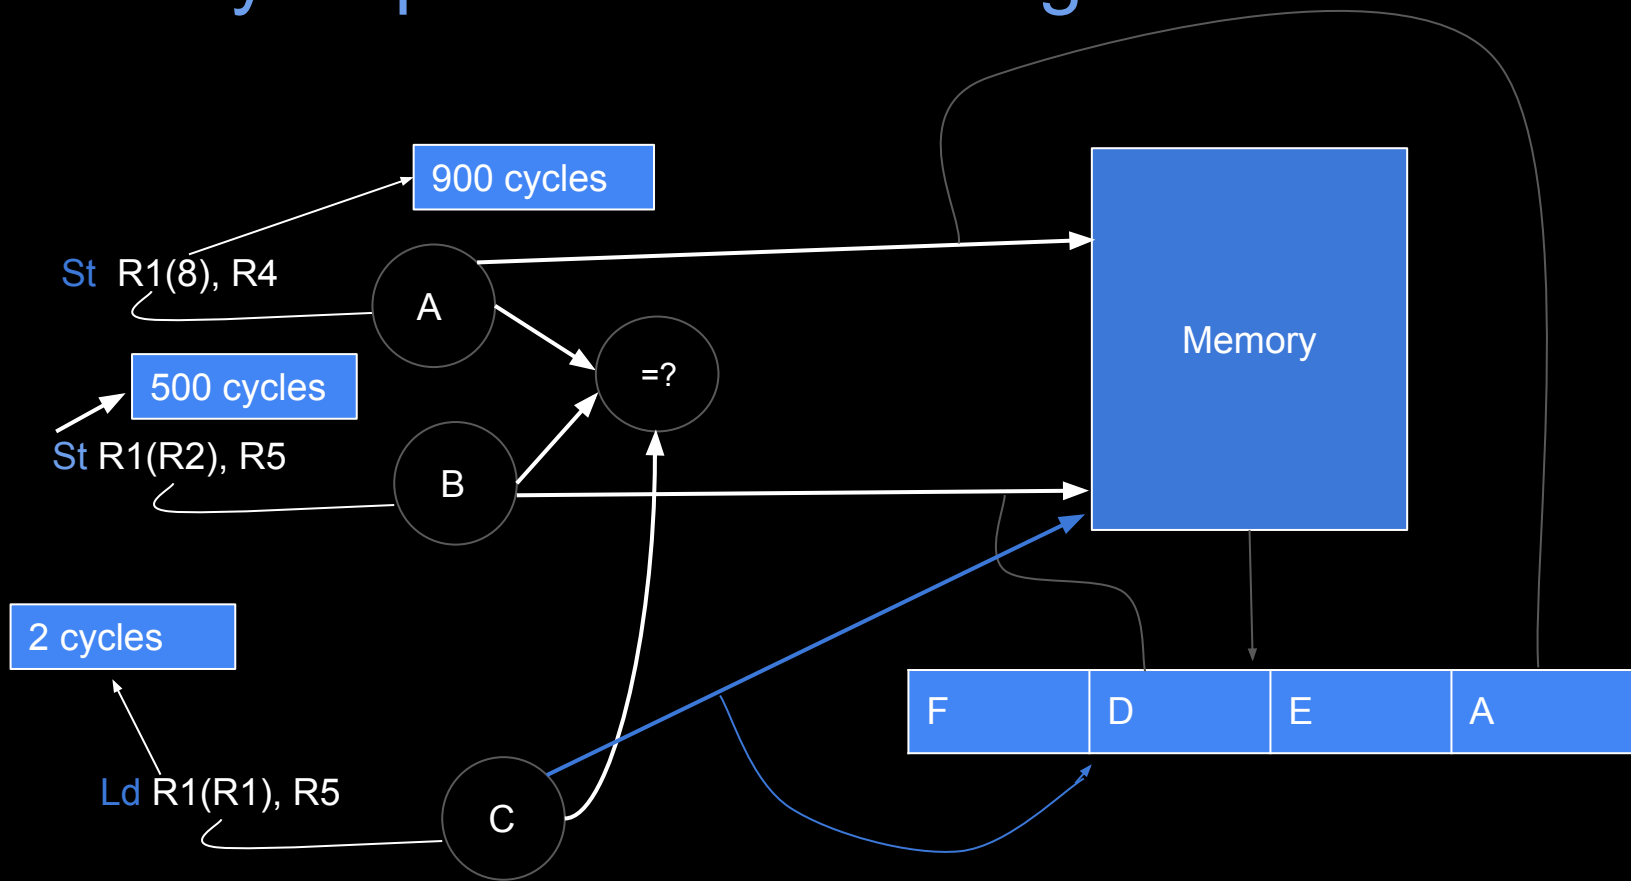 900 cycles
St R1(8), R4
A
Memory
=?
500 cycles
St R1(R2), R5
B
2 cycles
F D E A
Ld R1(R1), R5
C